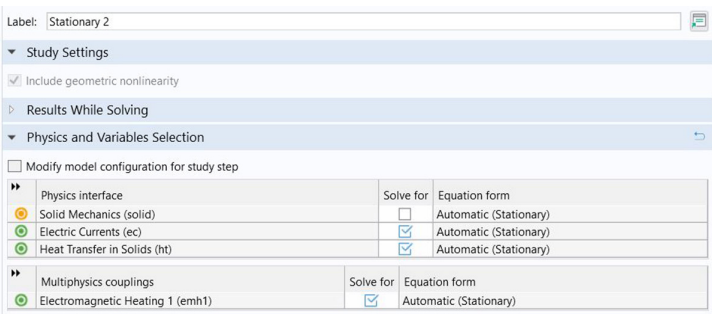 Label: Stationary 2
Study Settings
Include geometric nonlinearity
Results While Solving
Physics and Variables Selection
Modify model configuration for study step
Physics interface Solve for Equation form
Solid Mechanics (solid) Automatic (Stationary)
Electric Currents (ec) Automatic (Stationary)
Heat Transfer in Solids (ht) Automatic (Stationary)
Multiphysics couplings Solve for Equation form
Electromagnetic Heating 1 (emh1) Automatic (Stationary)